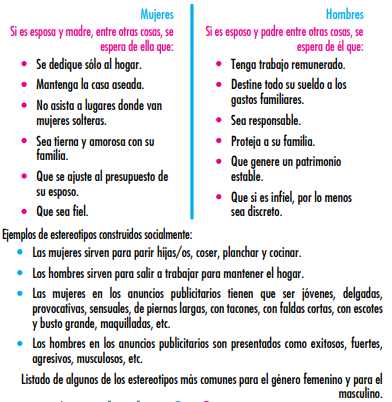 Mujeres
Si es esposa y madre, entre otras cosas, se
espera de ella que:
• Se dedique sólo al hogar.
• Mantenga la casa aseada.
• No asista a lugares donde van
mujeres solteras.
• Sea tierna y amorosa con su
familia.
• Que se ajuste al presupuesto de
su esposo.
• Que sea fiel.
Hombres
Si es esposo y padre entre otras cosas, se
espera de él que:
• Tenga trabajo remunerado.
• Destine todo su sueldo a los
gastos familiares.
• Sea responsable.
• Proteja a su familia.
• Que genere un patrimonio
estable.
• Que si es infiel, por lo menos
sea discreto.
Ejemplos de estereotipos construidos socialmente:
• Las mujeres sirven para parir hijas/os, coser, planchar y cocinar.
• Los hombres sirven para salir a trabajar para mantener el hogar.
• Las mujeres en los anuncios publicitarios tienen que ser jóvenes, delgadas,
provocativas, sensuales, de piernas largas, con tacones, con faldas cortas, con escotes
y busto grande, maquilladas, etc.
• Los hombres en los anuncios publicitarios son presentados como exitosos, fuertes,
agresivos, musculosos, etc.
Listado de algunos de los estereotipos más comunes para el género femenino y para el
masculino.